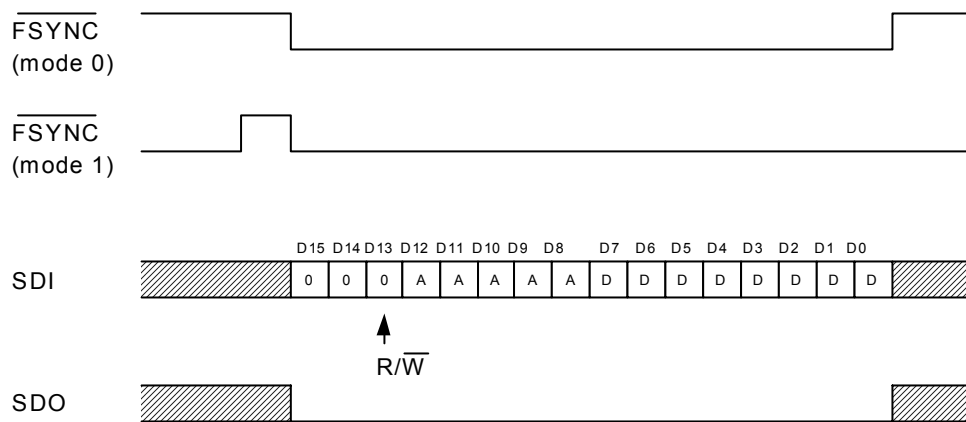 FSYNC
(mode 0)
FSYNC
(mode 1)
D15 D14 D13 D12 D11 D10 D9 D8 D7 D6 D5 D4 D3 D2 D1 D0
SDI 0 0 0 A A A A A D D D D D D D D
R/W
SDO